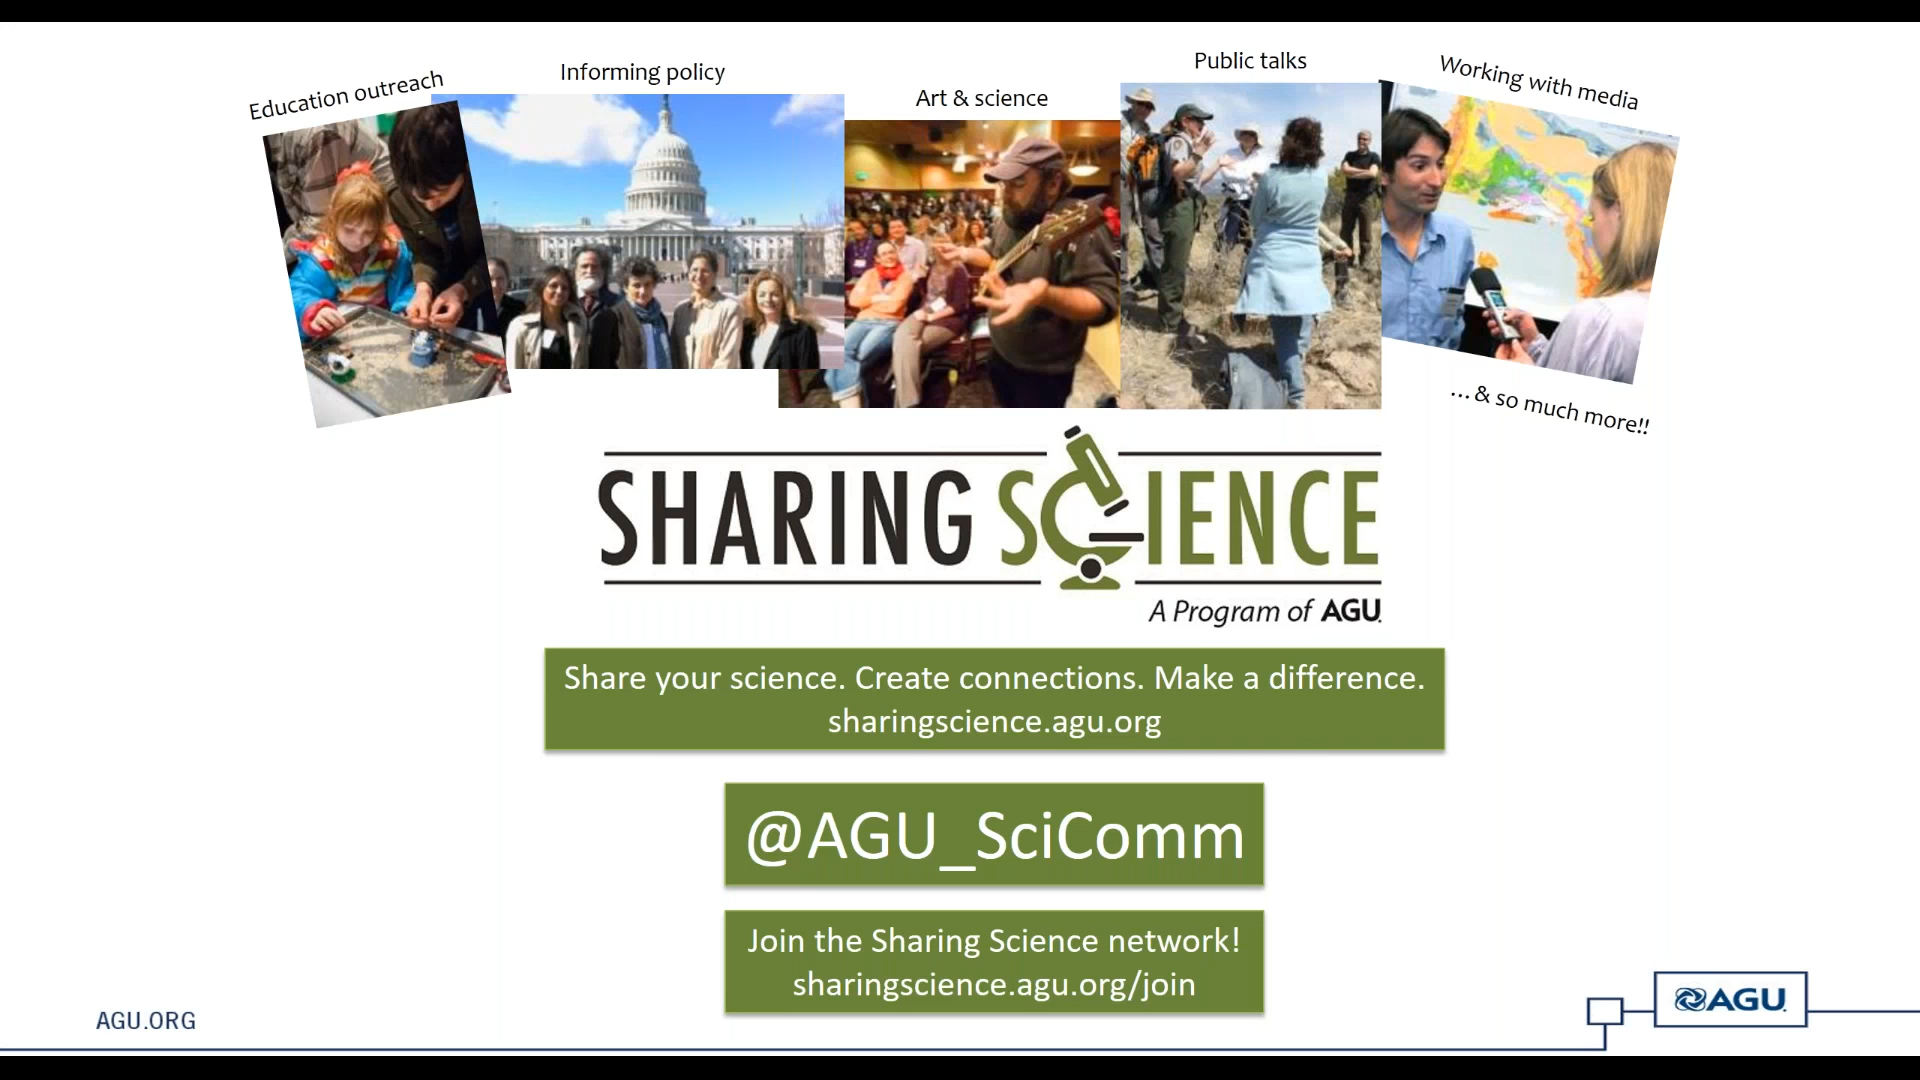 Education outreach
Informing policy
Art & science
Public talks
Working with media
...& so much more!!
SHARING SCIENCE
A Program of AGU
Share your science. Create connections. Make a difference.
sharingscience.agu.org
@AGU_SciComm
Join the Sharing Science network!
sharingscience.agu.org/join
AGU.ORG
AGU